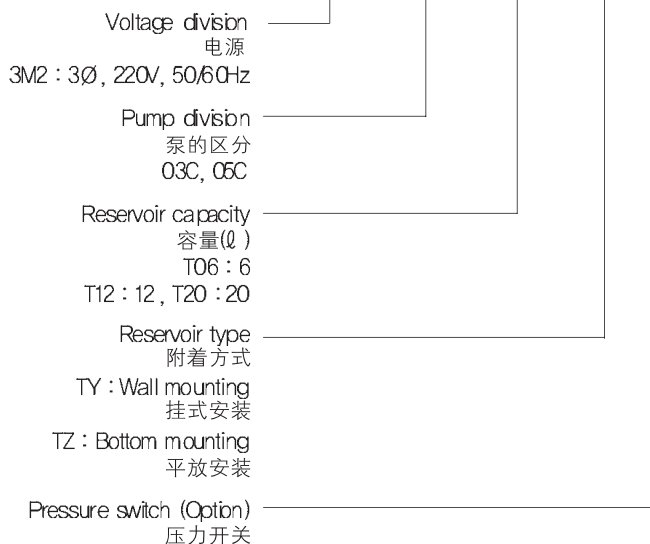 Voltage division
电源
3M2 : 3Ø, 220V, 50/60Hz
Pump division
泵的区分
03C, 05C
Reservoir capacity
容量(ℓ)
T06 : 6
T12 : 12 , T20 : 20
Reservoir type
附着方式
TY : Wall mounting
挂式安装
TZ : Bottom mounting
平放安装
Pressure switch (Option)
压力开关